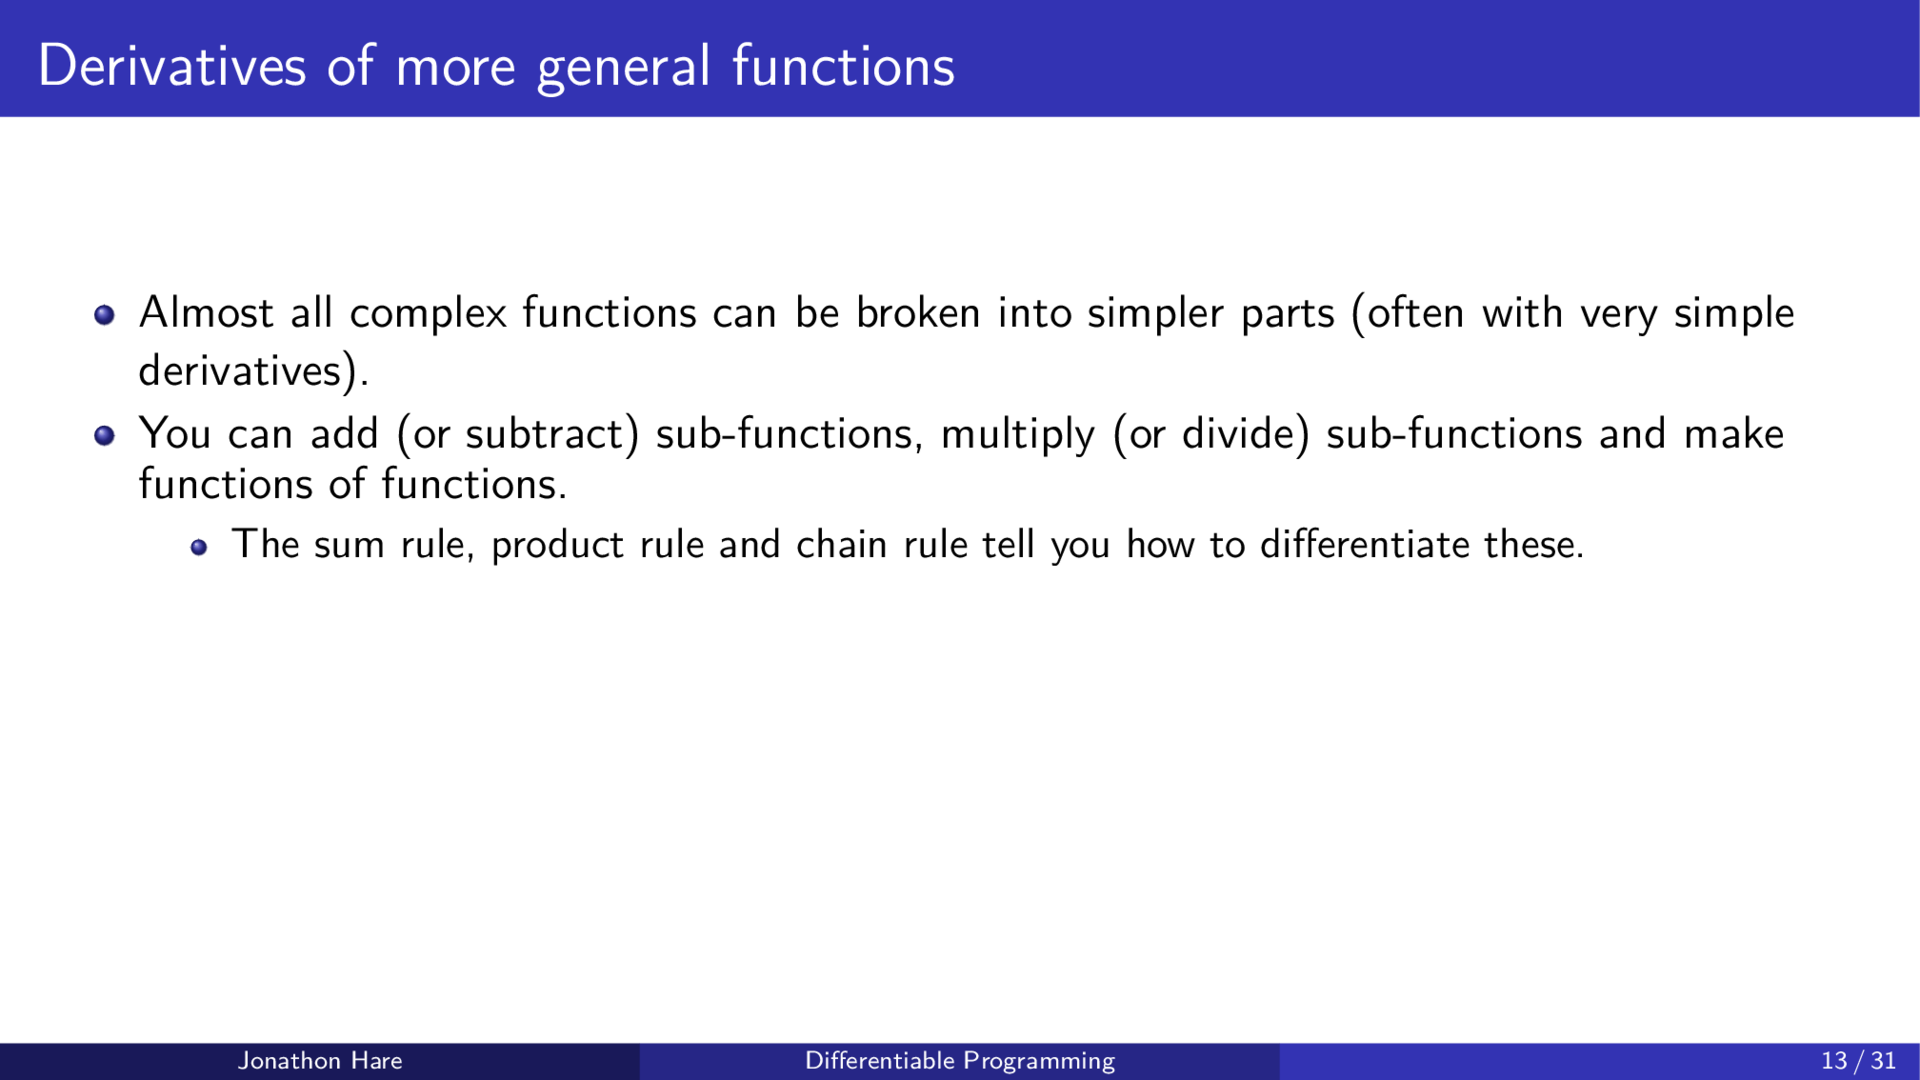 Derivatives of more general functions
Almost all complex functions can be broken into simpler parts (often with very simple
derivatives).
You can add (or subtract) sub-functions, multiply (or divide) sub-functions and make
functions of functions.
The sum rule, product rule and chain rule tell you how to differentiate these.
Jonathon Hare
Differentiable Programming
13 / 31